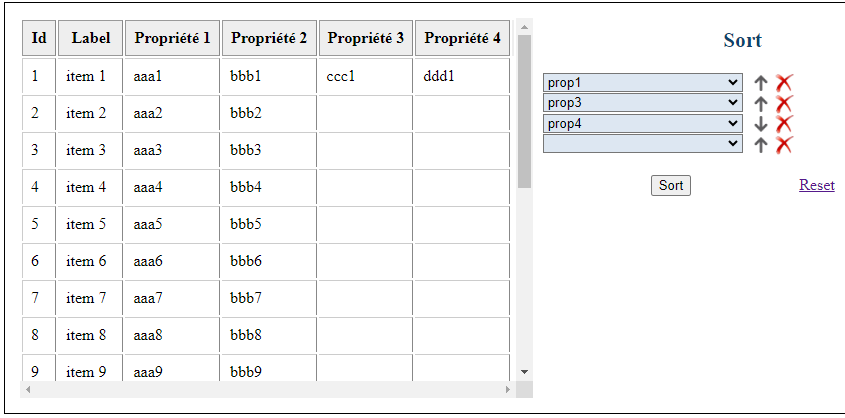 Id Label Propriété 1 Propriété 2 Propriété 3 Propriété 4
1 item 1 aaa1 bbb1 ccc1 ddd1
2 item 2 aaa2 bbb2
3 item 3 aaa3 bbb3
4 item 4 aaa4 bbb4
5 item 5 aaa5 bbb5
6 item 6 aaa6 bbb6
7 item 7 aaa7 bbb7
8 item 8 aaa8 bbb8
9 item 9 aaa9 bbb9
Sort
prop1
prop3
prop4
Sort Reset